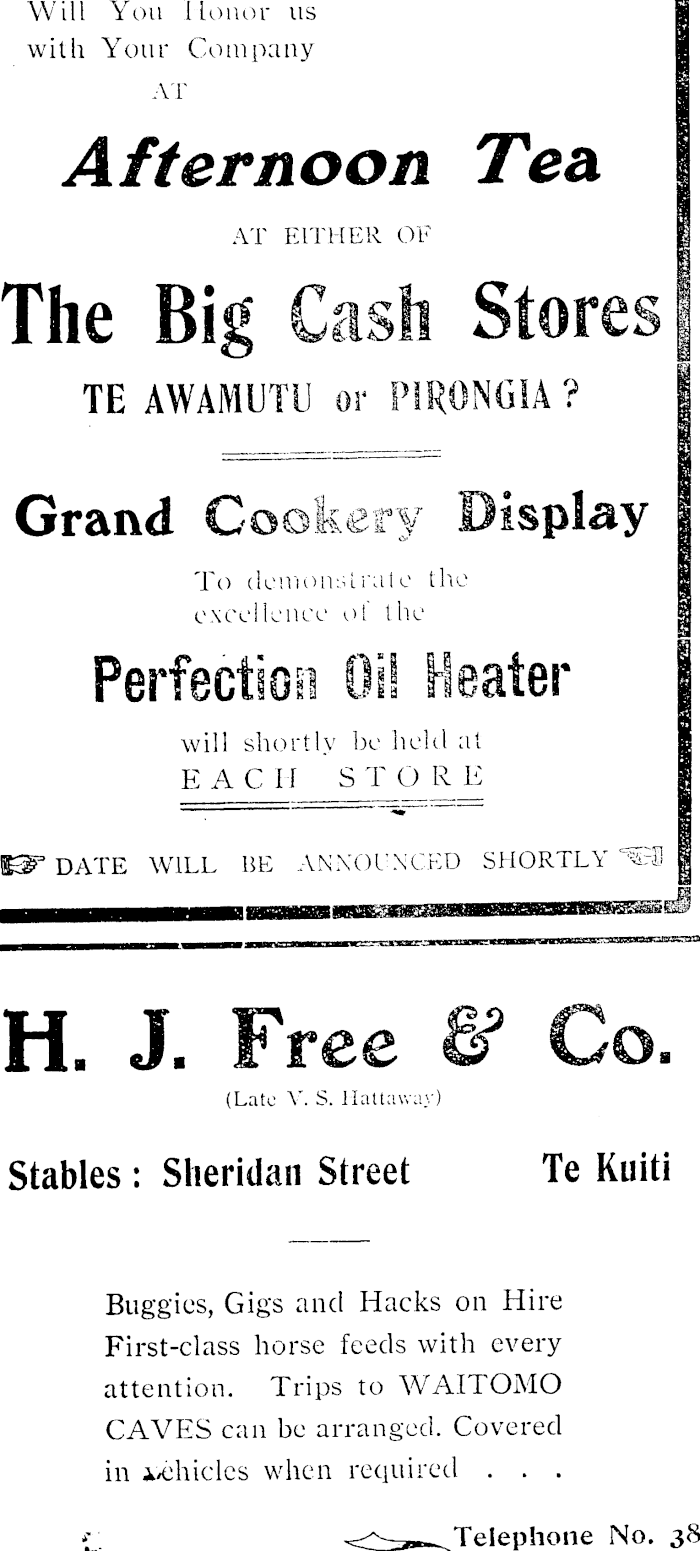 Will You Honor us
with Your Company
AT
Afternoon Tea
AT EITHER OF
The Big Cash Stores
TE AWAMUTU or PIRONGIA ?
Grand Cookery Display
To demonstrate the
excellence of the
Perfection Oil Heater
will shortly be held at
EACH STORE
DATE WILL BE ANNOUNCED SHORTLY
H. J. Free & Co.
(Late V. S. Hattaway)
Stables : Sheridan Street Te Kuiti
Buggies, Gigs and Hacks on Hire
First-class horse feeds with every
attention. Trips to WAITOMO
CAVES can be arranged. Covered
in vehicles when required . . .
Telephone No. 38